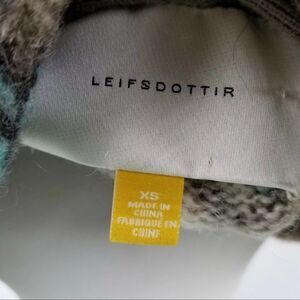 LEIFSDOTTIR
XS
MADE IN
CHINA
FABRIQUÉ EN
CHINE